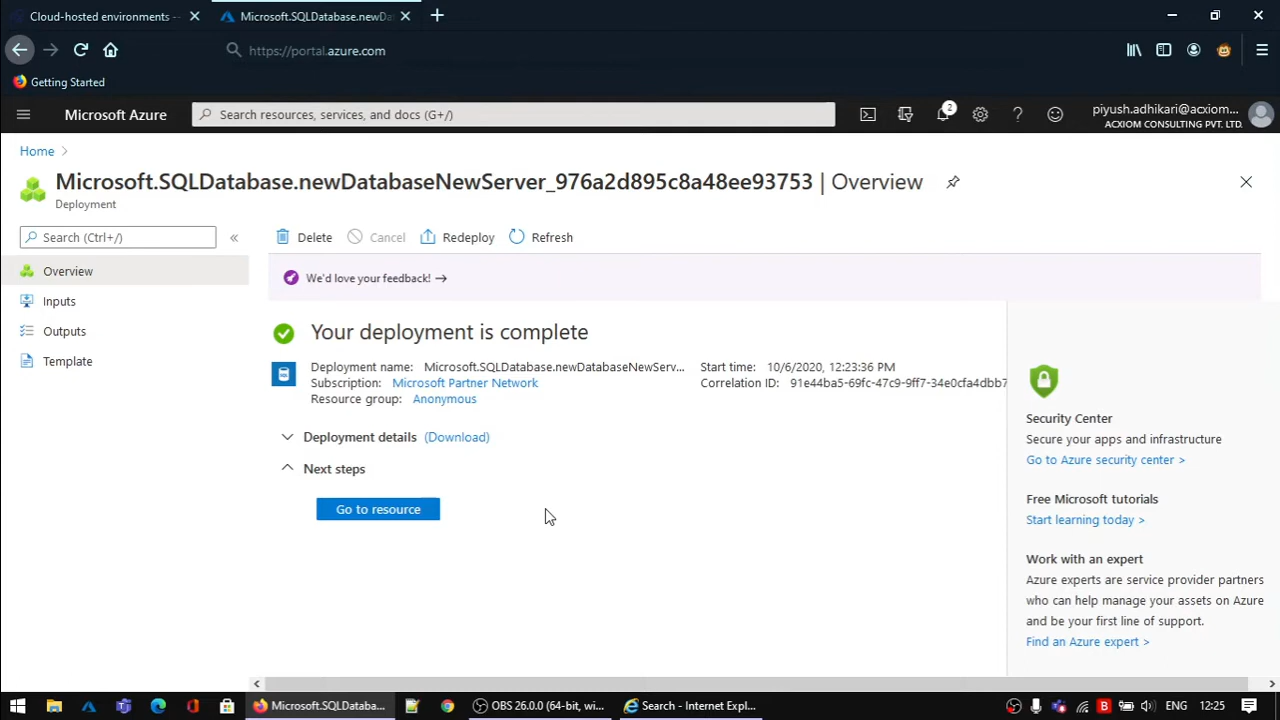 Cloud-hosted environments --
Microsoft.SQLDatabase.newDa
https://portal.azure.com
Getting Started
Microsoft Azure
Search resources, services, and docs (G+/)
2
piyush.adhikari@acxiom...
ACXIOM CONSULTING PVT. LTD.
Home
Microsoft.SQLDatabase.newDatabaseNewServer_976a2d895c8a48ee93753 | Overview
Deployment
Search (Ctrl+/)
«
Delete
Cancel
Redeploy
Refresh
Overview
Inputs
Outputs
Template
We'd love your feedback! →
Your deployment is complete
Deployment name: Microsoft.SQLDatabase.newDatabaseNewServ...
Subscription: Microsoft Partner Network
Resource group: Anonymous
Start time: 10/6/2020, 12:23:36 PM
Correlation ID: 91e44ba5-69fc-47c9-9ff7-34e0cfa4dbb7
Deployment details (Download)
Next steps
Go to resource
Security Center
Secure your apps and infrastructure
Go to Azure security center >
Free Microsoft tutorials
Start learning today >
Work with an expert
Azure experts are service provider partners
who can help manage your assets on Azure
and be your first line of support.
Find an Azure expert >
Microsoft.SQLDataba...
OBS 26.0.0 (64-bit, wi...
Search - Internet Expl...
ENG
12:25